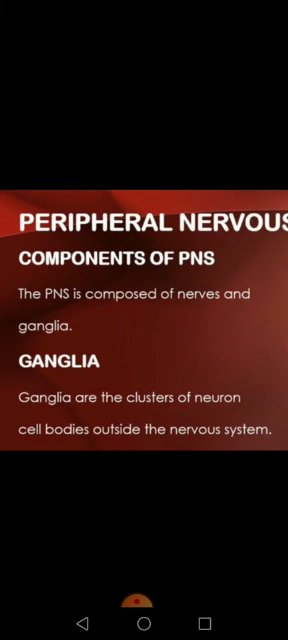 PERIPHERAL NERVOUS
COMPONENTS OF PNS
The PNS is composed of nerves and
ganglia.
GANGLIA
Ganglia are the clusters of neuron
cell bodies outside the nervous system.